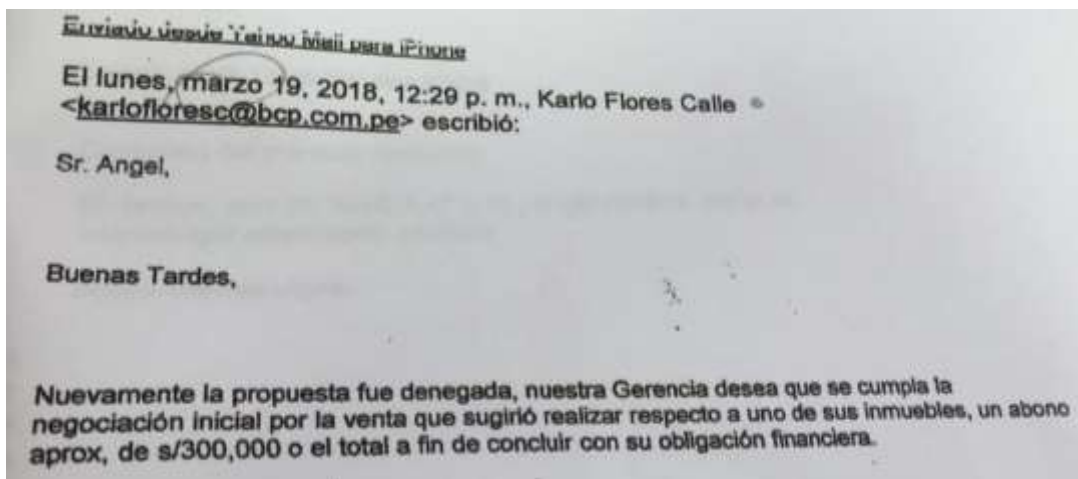 para iPhone
El lunes, marzo 19, 2018, 12:29 p. m., Karlo Flores Calle
<karlofloresc@bcp.com.pe> escribió:
Sr. Angel,
Buenas Tardes,
Nuevamente la propuesta fue denegada, nuestra Gerencia desea que se cumpla la
negociación inicial por la venta que sugirió realizar respecto a uno de sus inmuebles, un abono
aprox, de s/300,000 o el total a fin de concluir con su obligación financiera.